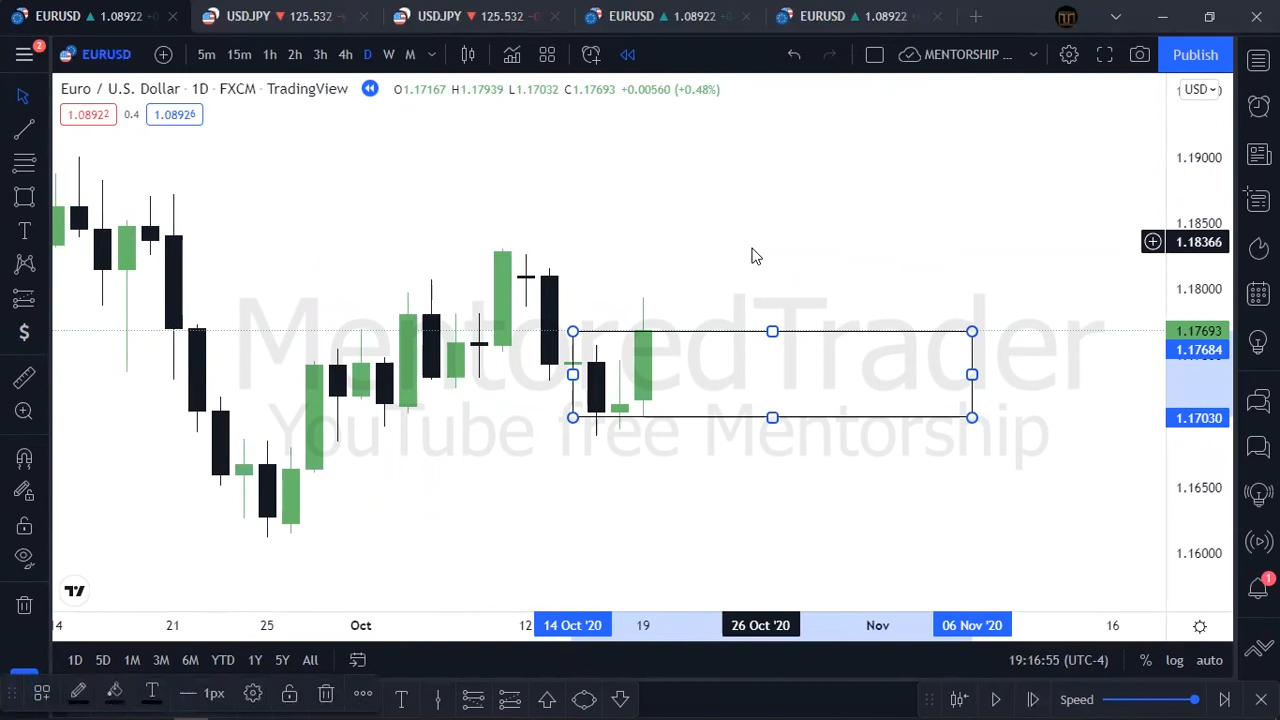 EURUSD ▲ 1.08922 USDJPY ▼ 125.532 USDJPY ▼ 125.532 EURUSD ▲ 1.08922 EURUSD ▲ 1.08922
2 EURUSD 5m 15m 1h 2h 3h 4h D W M MENTORSHIP ... Publish
Euro / U.S. Dollar · 1D · FXCM · TradingView O1.17167 H1.17939 L1.17032 C1.17693 +0.00560 (+0.48%) USD
1.08922 0.4 1.08926
1.19000
1.18500
1.18366
1.18000
1.17693
1.17684
1.17030
1.16500
1.16000
MentoredTrader
YouTube free Mentorship
14 21 25 Oct 12 14 Oct '20 19 26 Oct '20 Nov 06 Nov '20 16
1D 5D 1M 3M 6M YTD 1Y 5Y All 19:16:55 (UTC-4) % log auto
1
T 1px T Speed